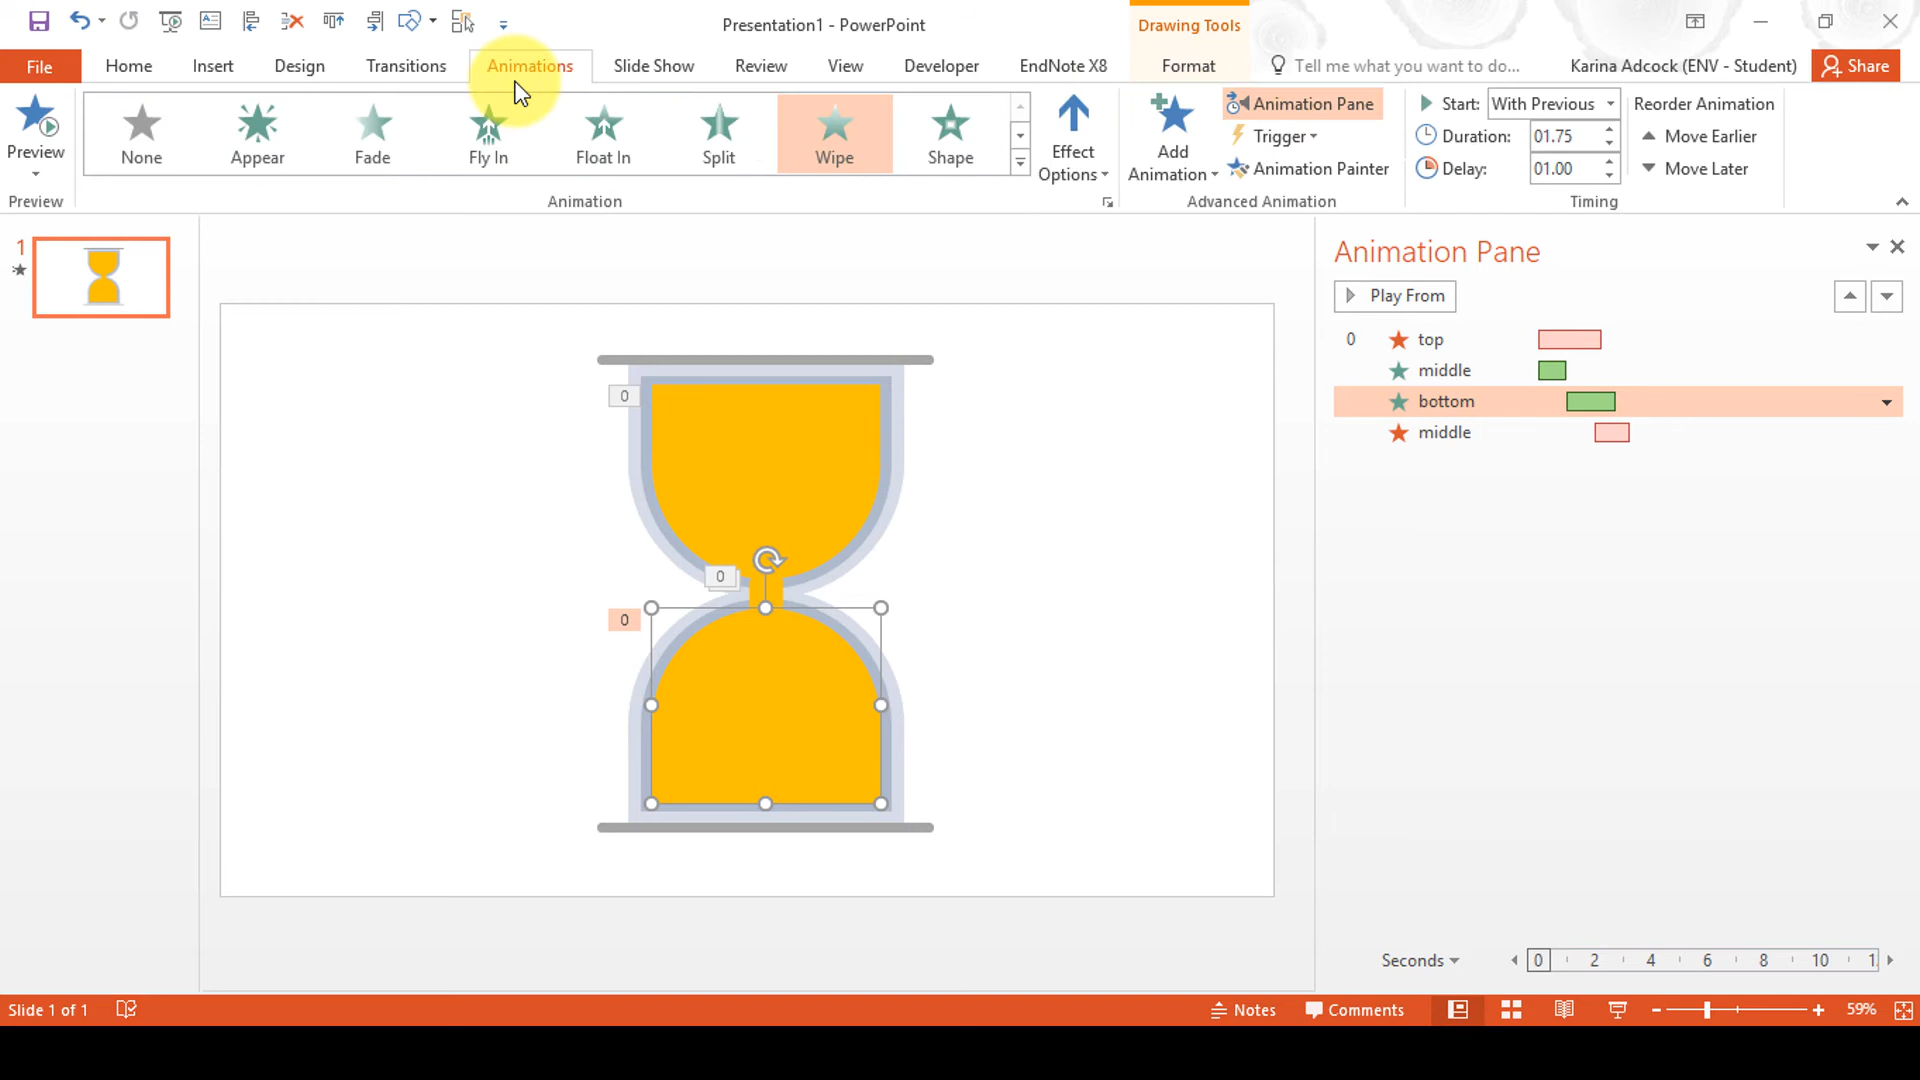 Presentation1 - PowerPoint
Drawing Tools
File Home Insert Design Transitions Animations Slide Show Review View Developer EndNote X8 Format Tell me what you want to do... Karina Adcock (ENV - Student) Share
Preview None Appear Fade Fly In Float In Split Wipe Shape Effect Options Add Animation
Animation Pane Start: With Previous Reorder Animation
Trigger Duration: 01.75 Move Earlier
Animation Painter Delay: 01.00 Move Later
Preview Animation Advanced Animation Timing
1
Animation Pane
Play From
0 top
middle
bottom
middle
0
0
0
Seconds 0 2 4 6 8 10 1
Slide 1 of 1 Notes Comments 59%